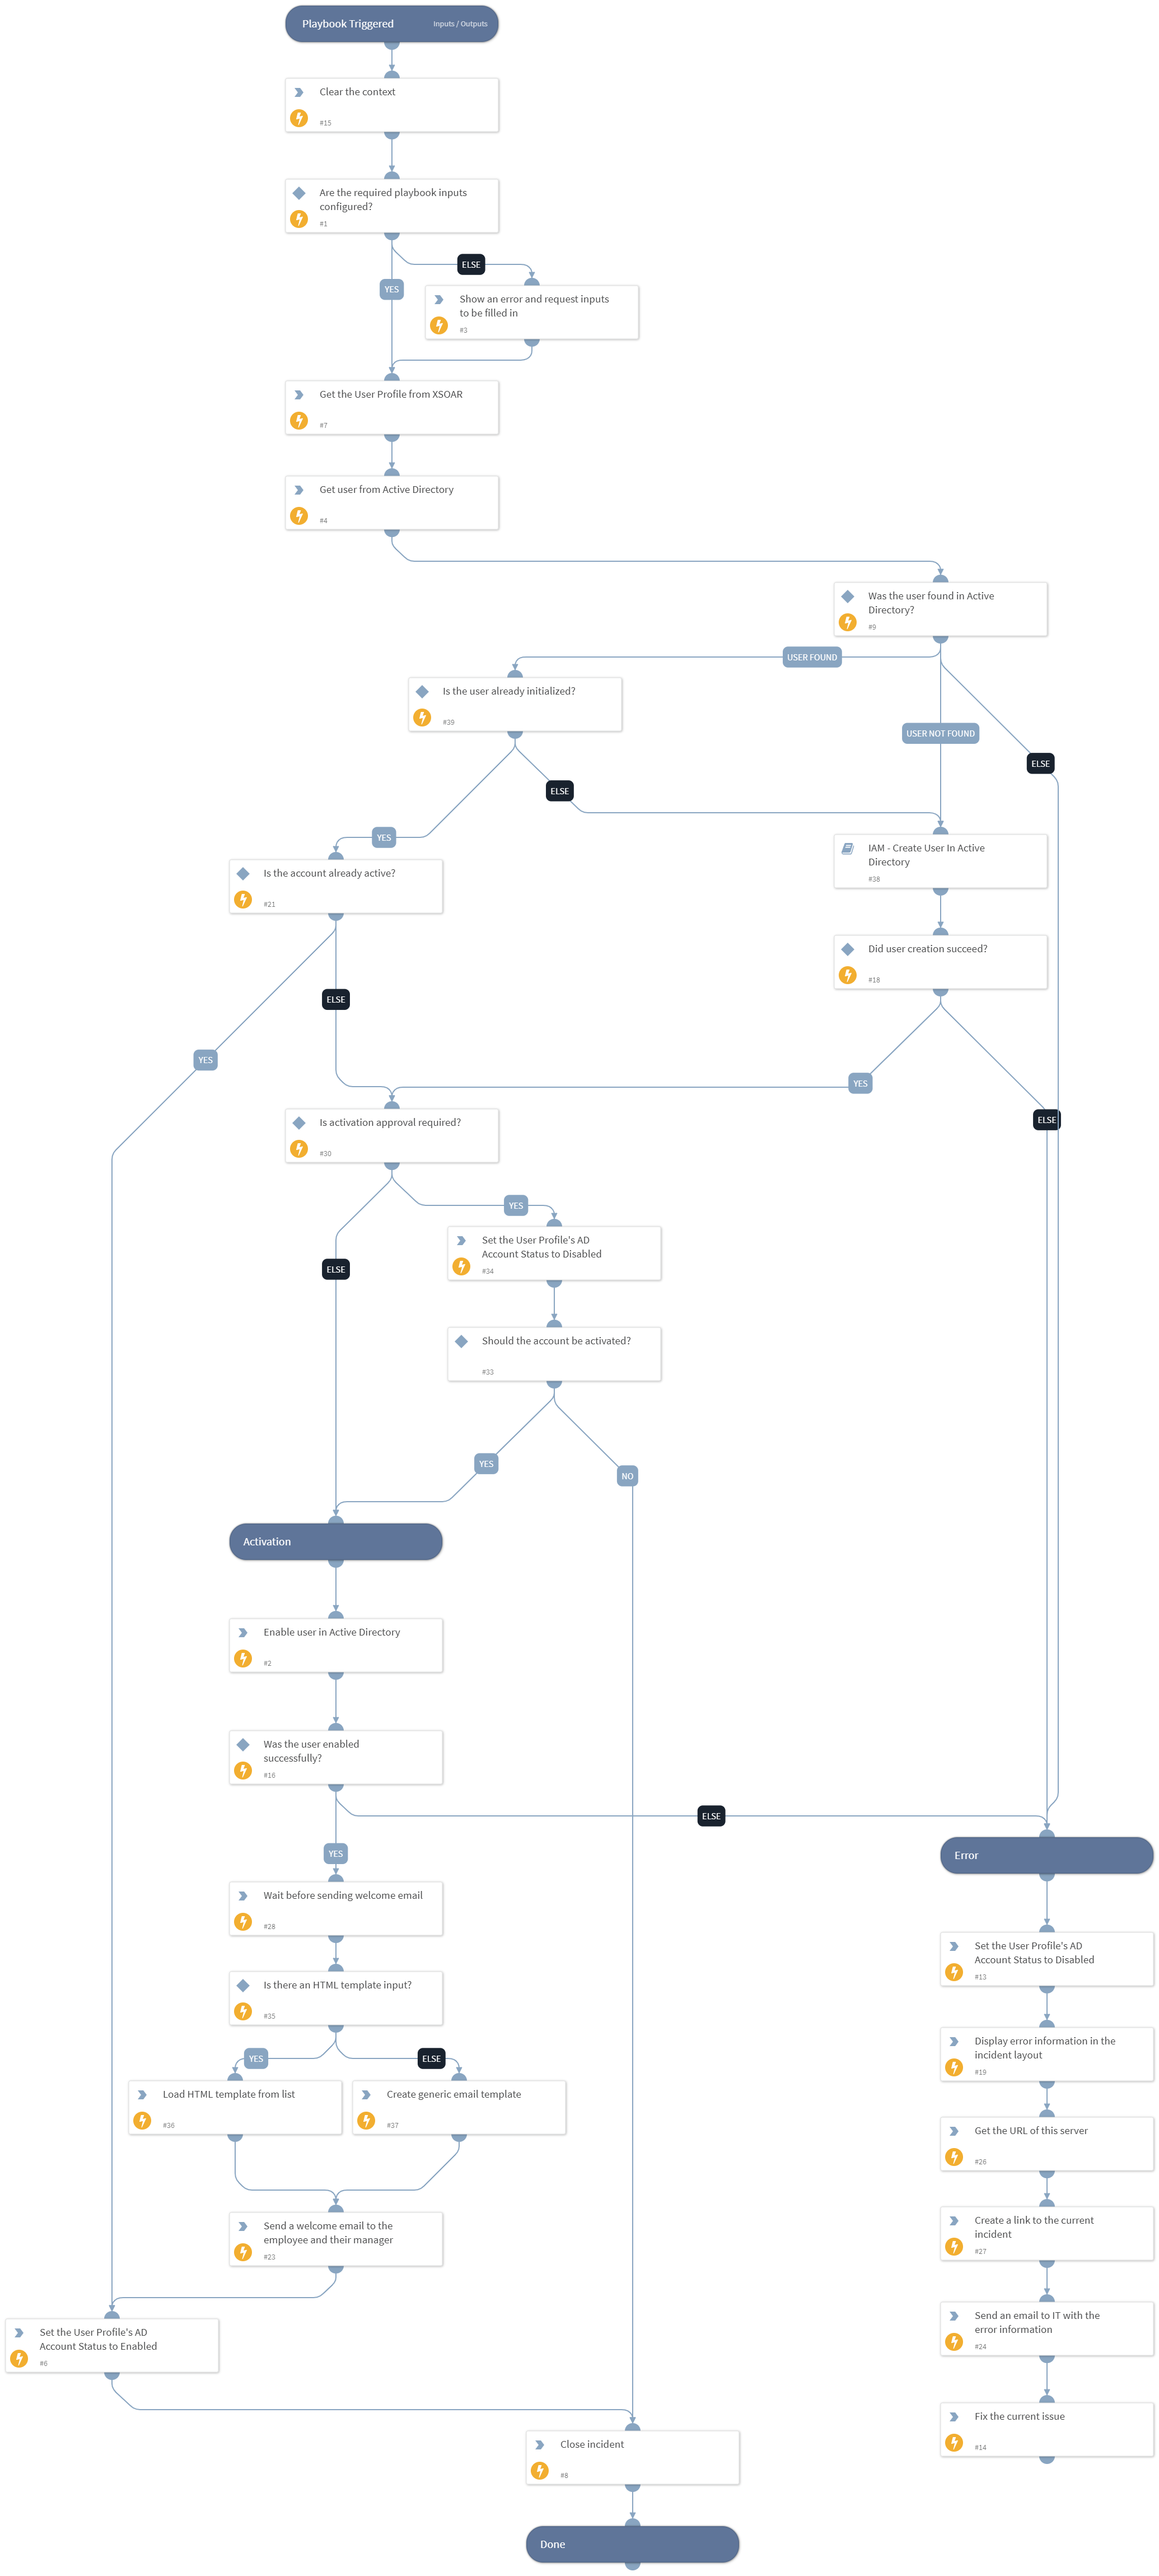 Playbook Triggered
Inputs / Outputs
Clear the context
#15
Are the required playbook inputs
configured?
#1
ELSE
YES
Show an error and request inputs
to be filled in
#3
Get the User Profile from XSOAR
#7
Get user from Active Directory
#4
Was the user found in Active
Directory?
#9
USER FOUND
Is the user already initialized?
#39
USER NOT FOUND
ELSE
ELSE
YES
IAM - Create User In Active
Directory
#38
Is the account already active?
#21
Did user creation succeed?
#18
ELSE
YES
YES
Is activation approval required?
#30
ELSE
YES
Set the User Profile's AD
Account Status to Disabled
#34
ELSE
Should the account be activated?
#33
YES
NO
Activation
Enable user in Active Directory
#2
Was the user enabled
successfully?
#16
ELSE
YES
Error
Wait before sending welcome email
#28
Set the User Profile's AD
Account Status to Disabled
#13
Is there an HTML template input?
#35
Display error information in the
incident layout
#19
YES
ELSE
Load HTML template from list
#36
Create generic email template
#37
Get the URL of this server
#26
Send a welcome email to the
employee and their manager
#23
Create a link to the current
incident
#27
Set the User Profile's AD
Account Status to Enabled
#6
Send an email to IT with the
error information
#24
Fix the current issue
#14
Close incident
#8
Done